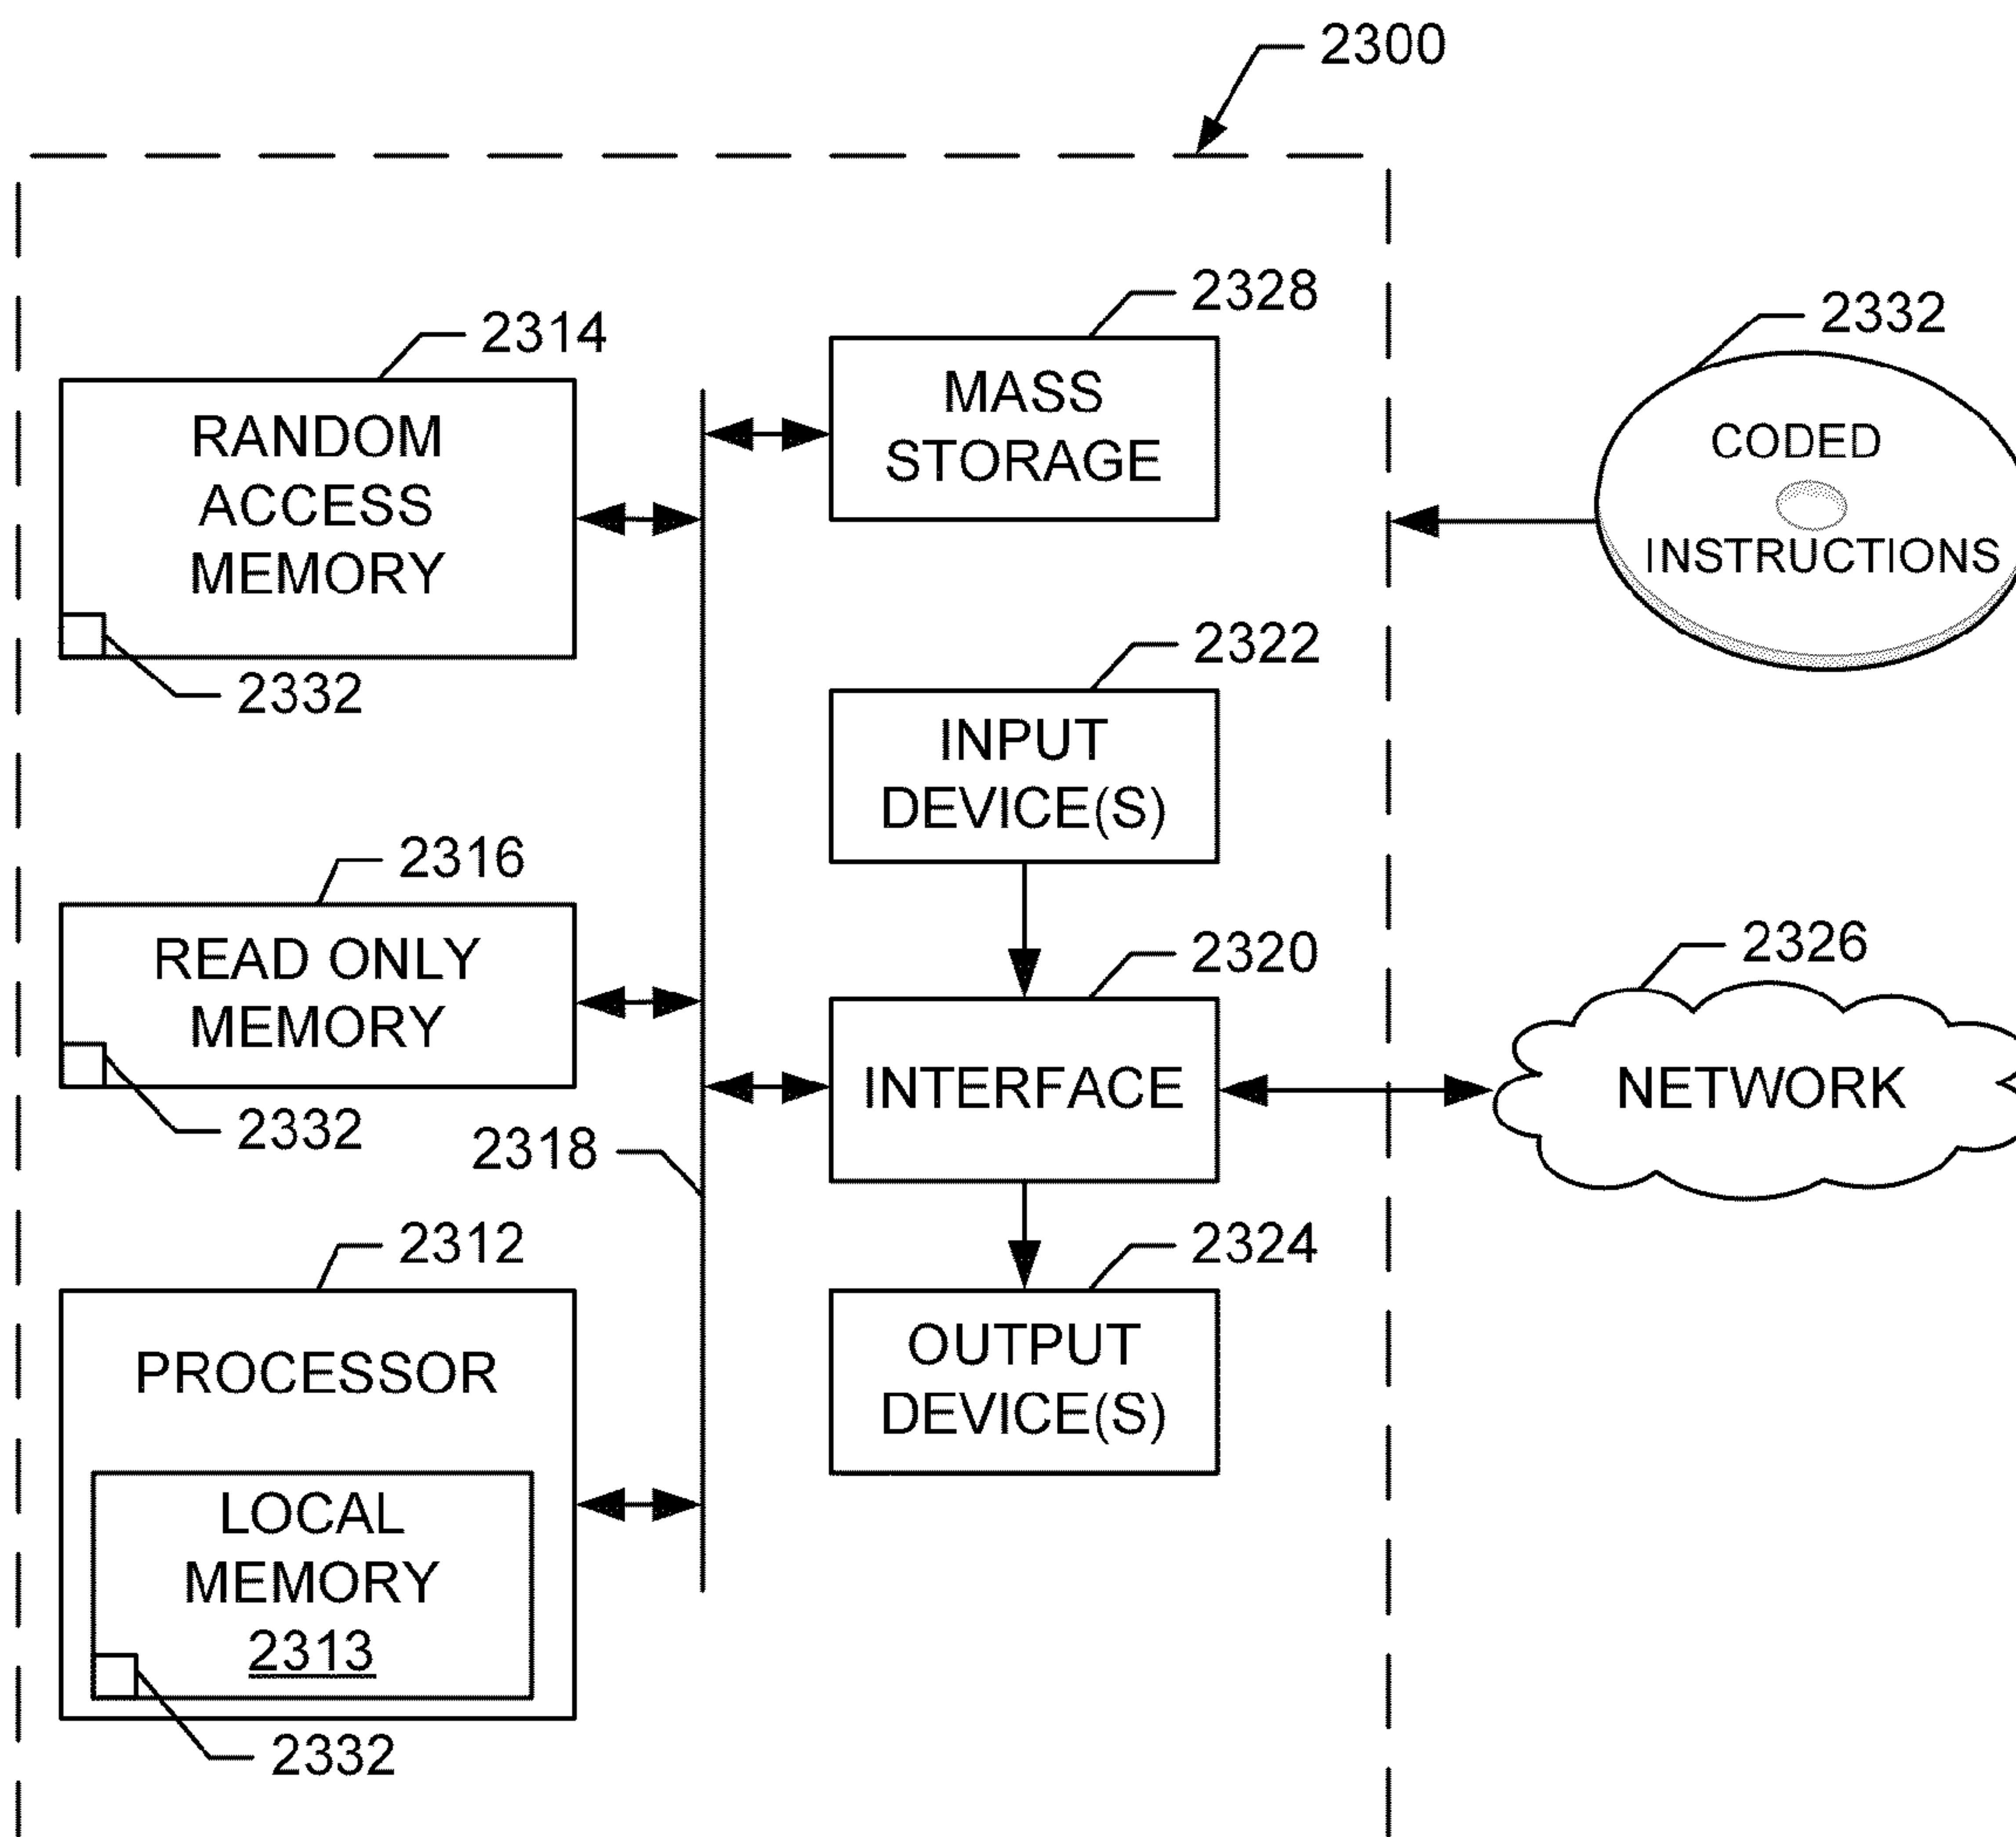 2300
2328
MASS
STORAGE
2314
RANDOM
ACCESS
MEMORY
2332
2332
CODED
INSTRUCTIONS
2322
INPUT
DEVICE(S)
2316
READ ONLY
MEMORY
2332
2320
INTERFACE
2326
NETWORK
2318
2312
PROCESSOR
LOCAL
MEMORY
2313
2332
2324
OUTPUT
DEVICE(S)